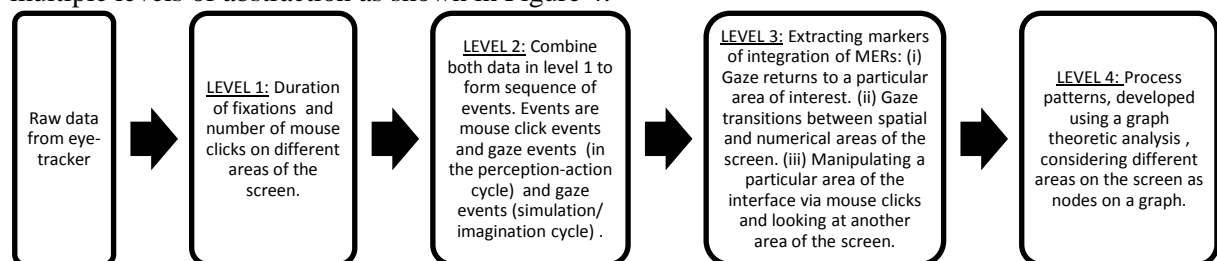 multiple levels of abstraction as shown in Figure 4.
Raw data
from eye-
tracker
LEVEL 1: Duration
of fixations and
number of mouse
clicks on different
areas of the
screen.
LEVEL 2: Combine
both data in level 1 to
form sequence of
events. Events are
mouse click events
and gaze events (in
the perception-action
cycle) and gaze
events (simulation/
imagination cycle) .
LEVEL 3: Extracting markers
of integration of MERs: (i)
Gaze returns to a particular
area of interest. (ii) Gaze
transitions between spatial
and numerical areas of the
screen. (iii) Manipulating a
particular area of the
interface via mouse clicks
and looking at another
area of the screen.
LEVEL 4: Process
patterns, developed
using a graph
theoretic analysis ,
considering different
areas on the screen as
nodes on a graph.